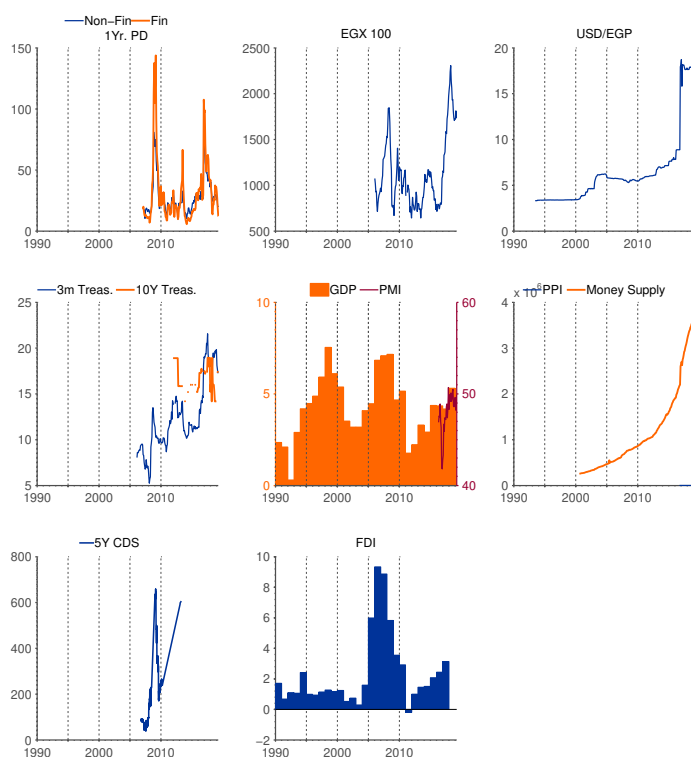 Non-Fin Fin
1Yr. PD
150
100
50
0
1990 2000 2010
EGX 100
2500
2000
1500
1000
500
1990 2000 2010
USD/EGP
20
15
10
5
0
1990 2000 2010
3m Treas. 10Y Treas.
25
20
15
10
5
1990 2000 2010
GDP PMI
10 60
5 50
0 40
1990 2000 2010
x 10^6 PPI Money Supply
4
3
2
1
0
1990 2000 2010
5Y CDS
800
600
400
200
0
1990 2000 2010
FDI
10
8
6
4
2
0
−2
1990 2000 2010